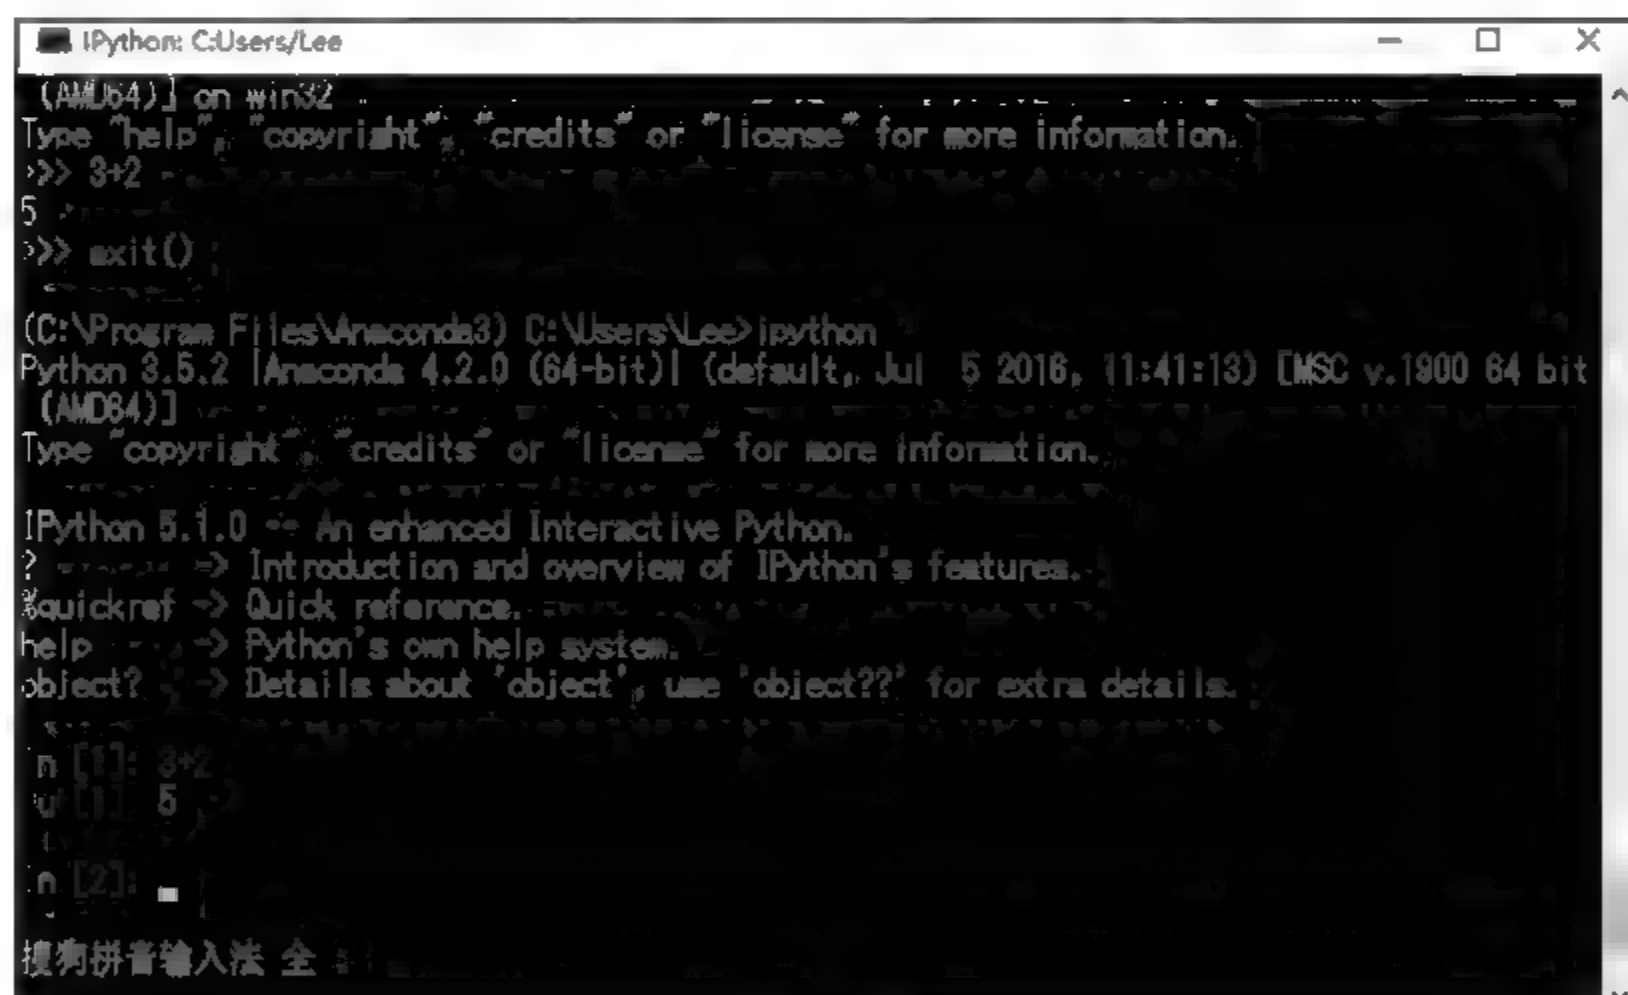 IPython: C:Users/Lee
(AMD64)] on win32
Type "help", "copyright", "credits" or "license" for more information.
>>> 3+2
5
>>> exit()
(C:\Program Files\Anaconda3) C:\Users\Lee>ipython
Python 3.5.2 |Anaconda 4.2.0 (64-bit)| (default, Jul  5 2016, 11:41:13) [MSC v.1900 64 bit
(AMD64)]
Type "copyright", "credits" or "license" for more information.
IPython 5.1.0 -- An enhanced Interactive Python.
? -> Introduction and overview of IPython's features.
%quickref -> Quick reference.
help -> Python's own help system.
object? -> Details about 'object', use 'object??' for extra details.
n [1]: 3+2
ut[1]: 5
n [2]:
搜狗拼音输入法 全